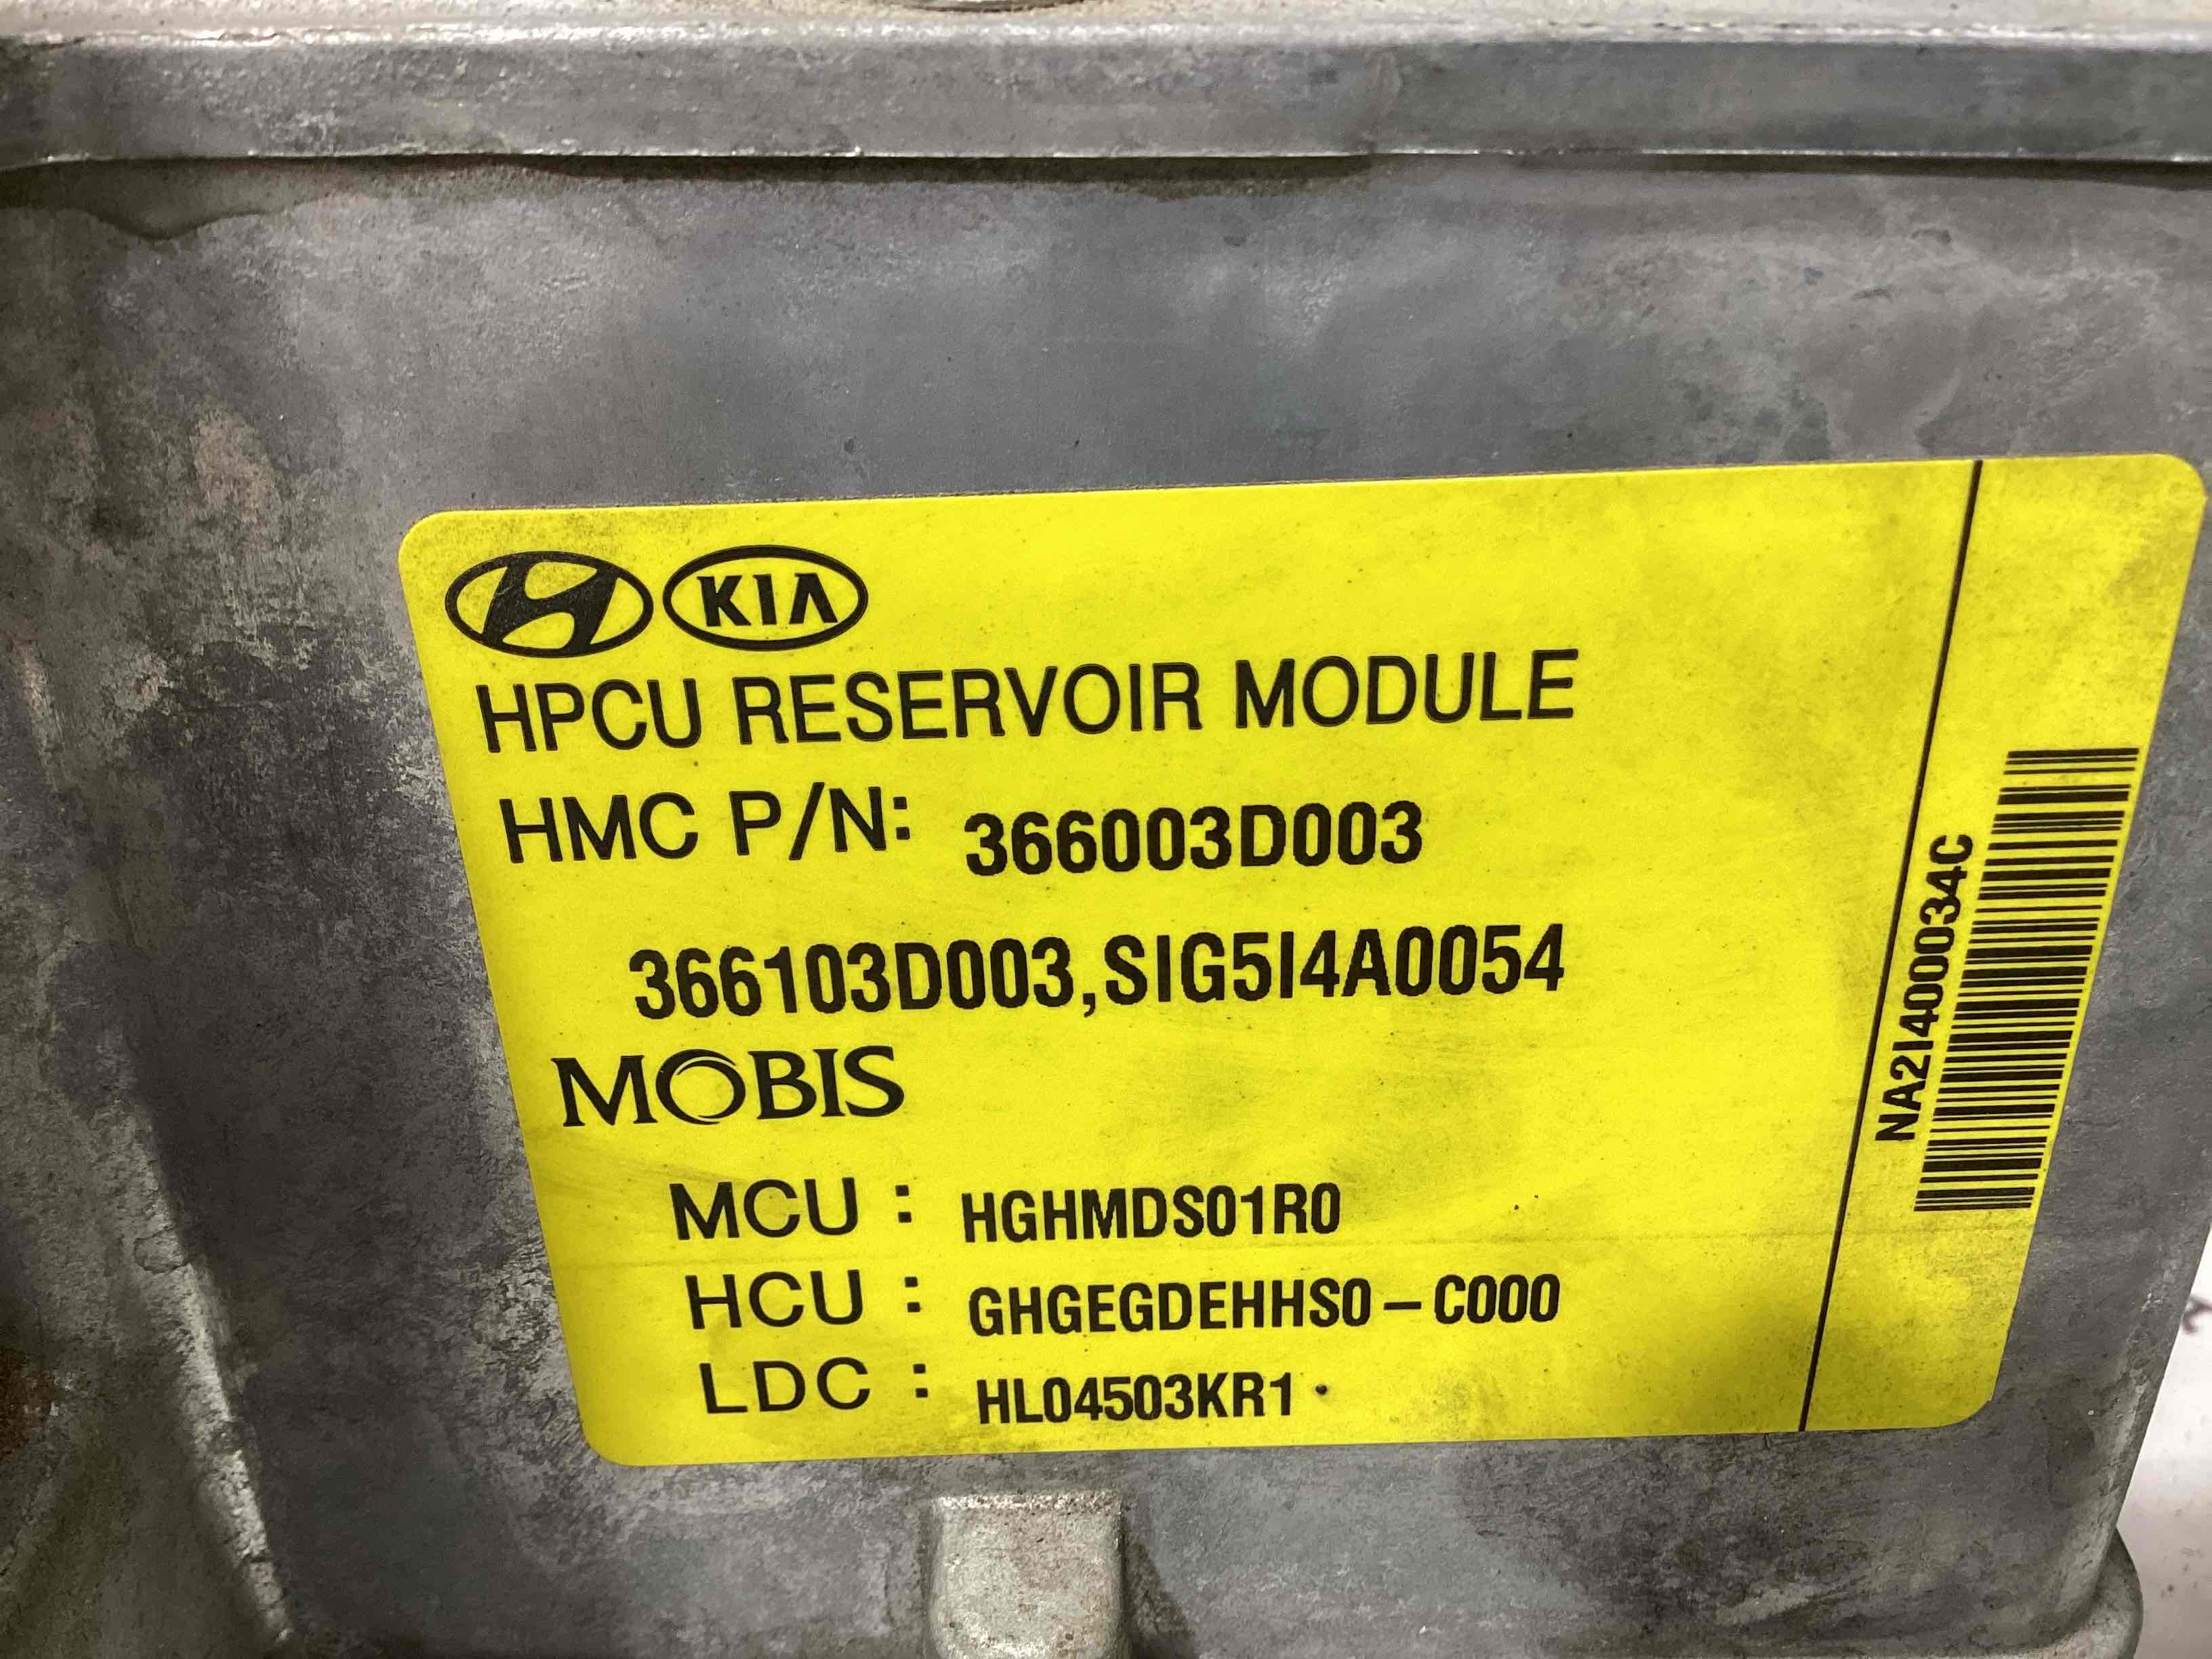 KIA
HPCU RESERVOIR MODULE
HMC P/N: 366003D003
366103D003,SIG5I4A0054
MOBIS
MCU : HGHMDS01R0
HCU : GHGEGDEHHS0-C000
LDC : HL04503KR1
NA2I400034C